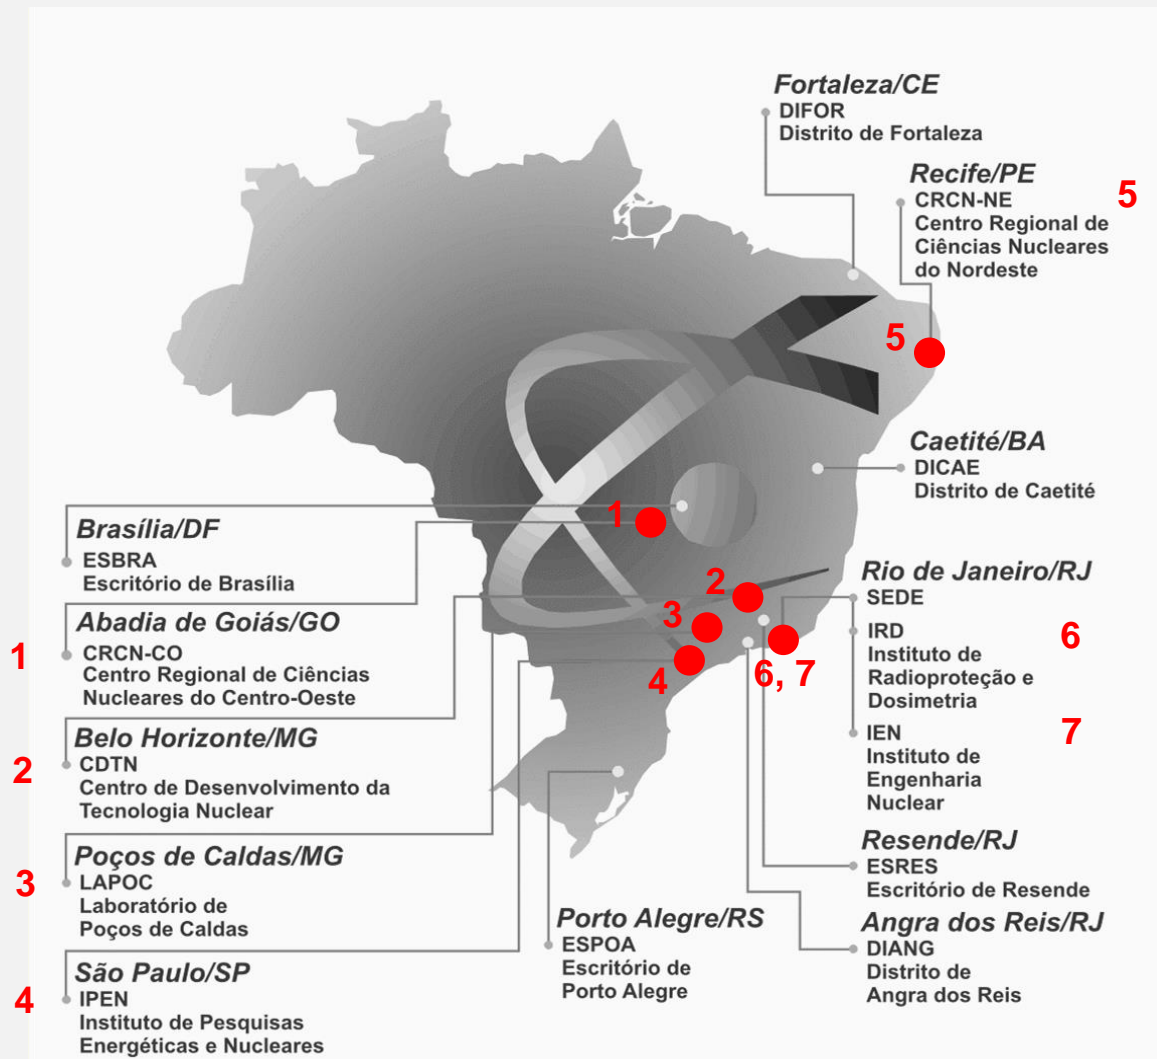 Fortaleza/CE
DIFOR
Distrito de Fortaleza
Recife/PE
CRCN-NE
Centro Regional de
Ciências Nucleares
do Nordeste
5
5
Caetité/BA
DICAE
Distrito de Caetité
Brasília/DF
ESBRA
Escritório de Brasília
1
Abadia de Goiás/GO
CRCN-CO
Centro Regional de Ciências
Nucleares do Centro-Oeste
1
Belo Horizonte/MG
CDTN
Centro de Desenvolvimento da
Tecnologia Nuclear
2
Poços de Caldas/MG
LAPOC
Laboratório de
Poços de Caldas
3
São Paulo/SP
IPEN
Instituto de Pesquisas
Energéticas e Nucleares
4
2
3
4
6, 7
Rio de Janeiro/RJ
SEDE
IRD
Instituto de
Radioproteção e
Dosimetria
6
IEN
Instituto de
Engenharia
Nuclear
7
Resende/RJ
ESRES
Escritório de Resende
Angra dos Reis/RJ
DIANG
Distrito de
Angra dos Reis
Porto Alegre/RS
ESPOA
Escritório de
Porto Alegre